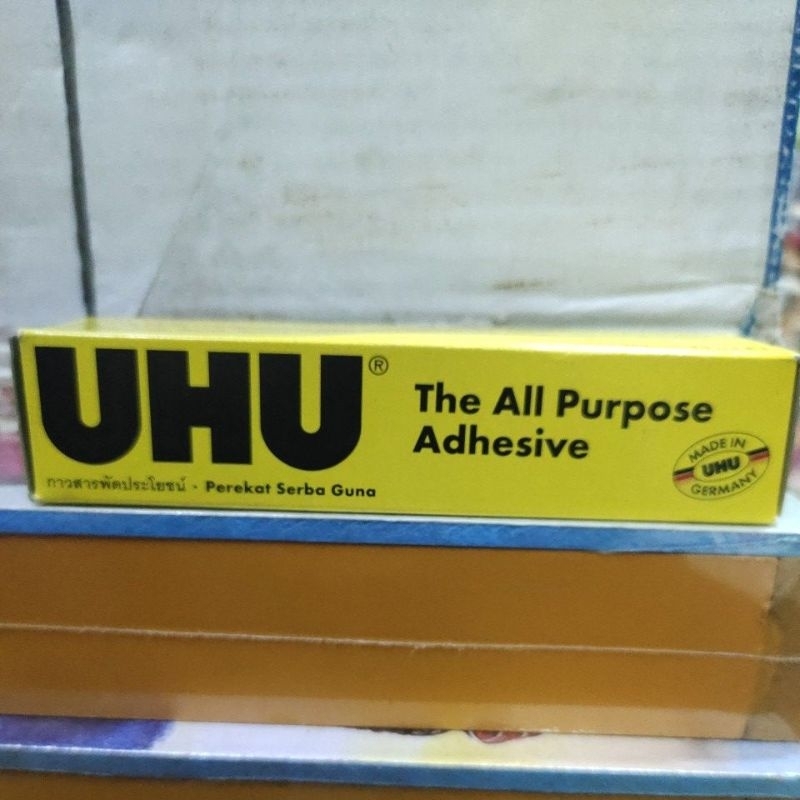 UHU®
The All Purpose
Adhesive
กาวสารพัดประโยชน์ · Perekat Serba Guna
MADE IN
UHU
GERMANY